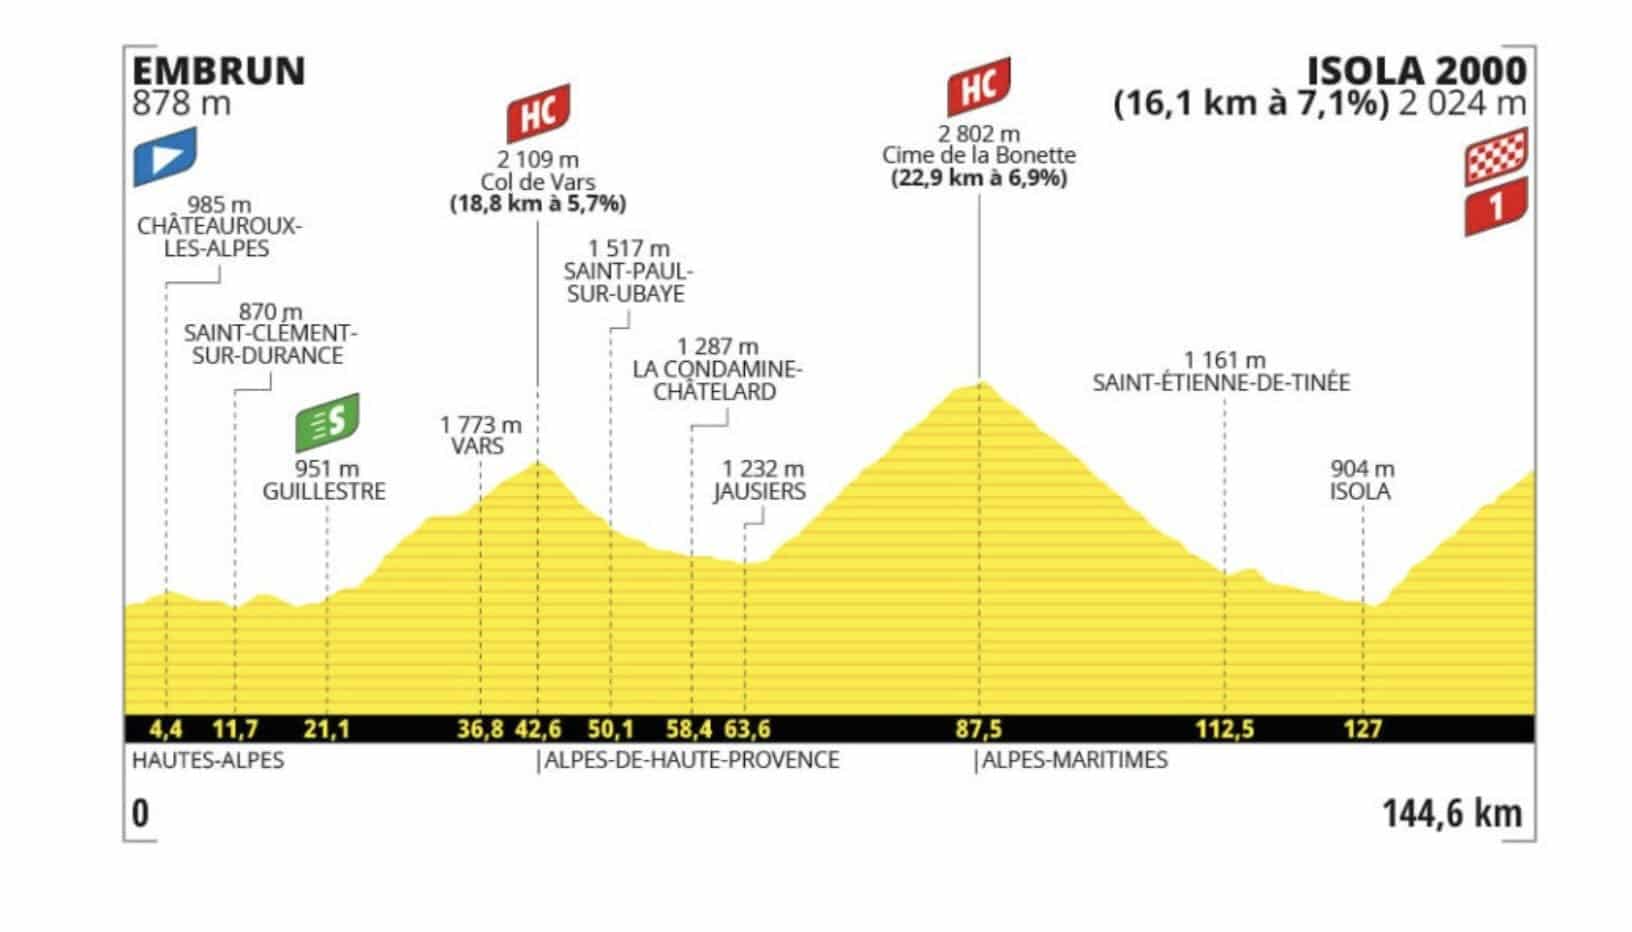 EMBRUN
878 m
ISOLA 2000
(16,1 km à 7,1%) 2 024 m
1
985 m
CHÂTEAUROUX-
LES-ALPES
870 m
SAINT-CLÉMENT-
SUR-DURANCE
S
951 m
GUILLESTRE
1 773 m
VARS
HC
2 109 m
Col de Vars
(18,8 km à 5,7%)
1 517 m
SAINT-PAUL-
SUR-UBAYE
1 287 m
LA CONDAMINE-
CHÂTELARD
1 232 m
JAUSIERS
HC
2 802 m
Cime de la Bonette
(22,9 km à 6,9%)
1 161 m
SAINT-ÉTIENNE-DE-TINÉE
904 m
ISOLA
4,4 11,7 21,1 36,8 42,6 50,1 58,4 63,6 87,5 112,5 127
HAUTES-ALPES |ALPES-DE-HAUTE-PROVENCE |ALPES-MARITIMES
0 144,6 km